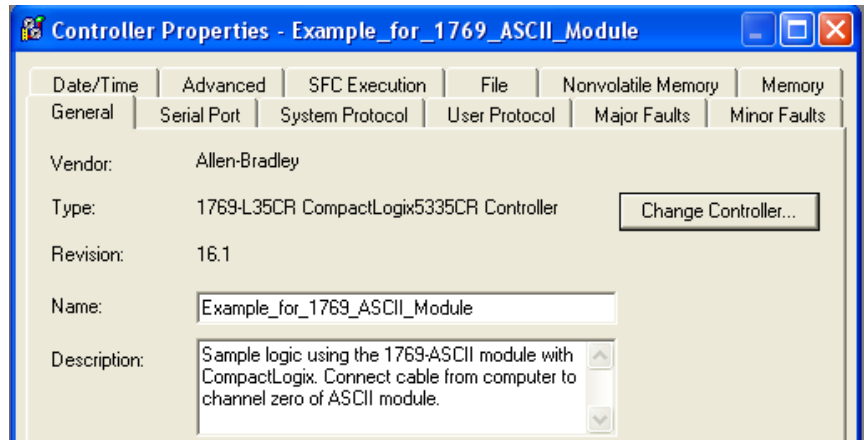 Controller Properties - Example_for_1769_ASCII_Module
Date/Time Advanced SFC Execution File Nonvolatile Memory Memory
General Serial Port System Protocol User Protocol Major Faults Minor Faults
Vendor: Allen-Bradley
Type: 1769-L35CR CompactLogix5335CR Controller Change Controller...
Revision: 16.1
Name: Example_for_1769_ASCII_Module
Description: Sample logic using the 1769-ASCII module with
CompactLogix. Connect cable from computer to
channel zero of ASCII module.